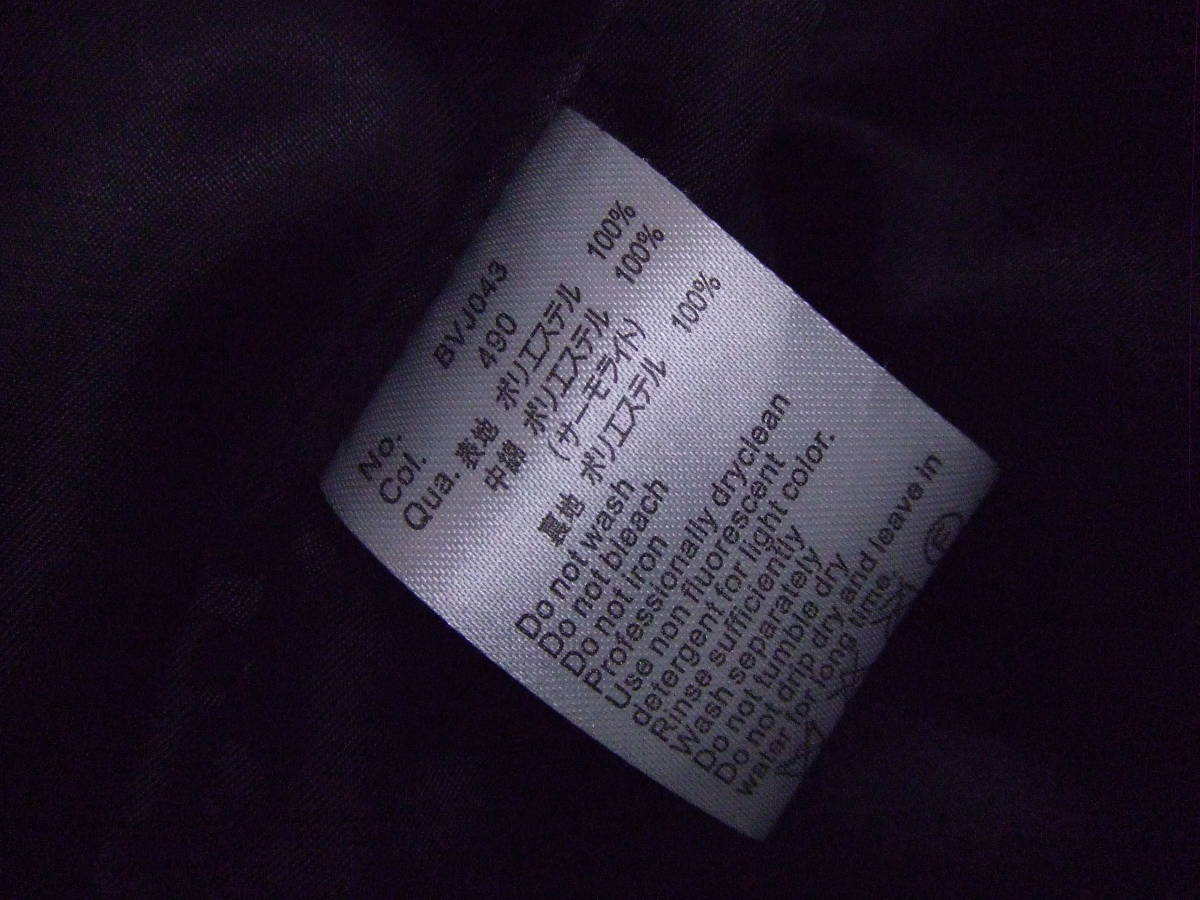 No. BVJ043
Col. 490
Qua. 表地 ポリエステル 100%
中綿 ポリエステル 100%
(サーモライト)
裏地 ポリエステル 100%
Do not wash
Do not bleach
Do not iron
Professionally dryclean
Use non fluorescent
detergent for light color.
Rinse sufficiently
Wash separately
Do not tumble dry
Do not drip dry and leave in
water for long time.